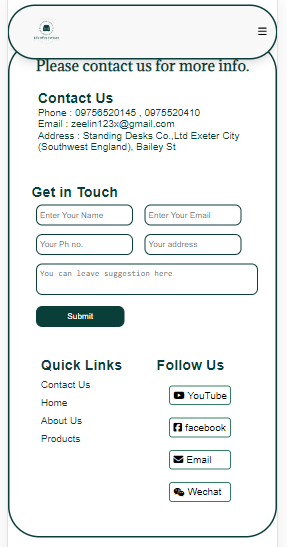 Please contact us for more info.
Contact Us
Phone : 09756520145 , 0975520410
Email : zeelin123x@gmail.com
Address : Standing Desks Co.,Ltd Exeter City
(Southwest England), Bailey St
Get in Touch
Enter Your Name
Enter Your Email
Your Ph no.
Your address
You can leave suggestion here
Submit
Quick Links
Follow Us
Contact Us
YouTube
Home
facebook
About Us
Email
Products
Wechat